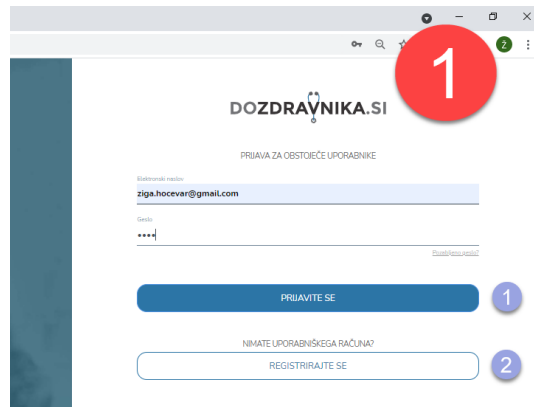 Ž
1
DOZDRAVNIKA.SI
PRIJAVA ZA OBSTOJEČE UPORABNIKE
Elektronski naslov
ziga.hocevar@gmail.com
Geslo
••••
Pozabljeno geslo?
PRIJAVITE SE
1
NIMATE UPORABNIŠKEGA RAČUNA?
REGISTRIRAJTE SE
2